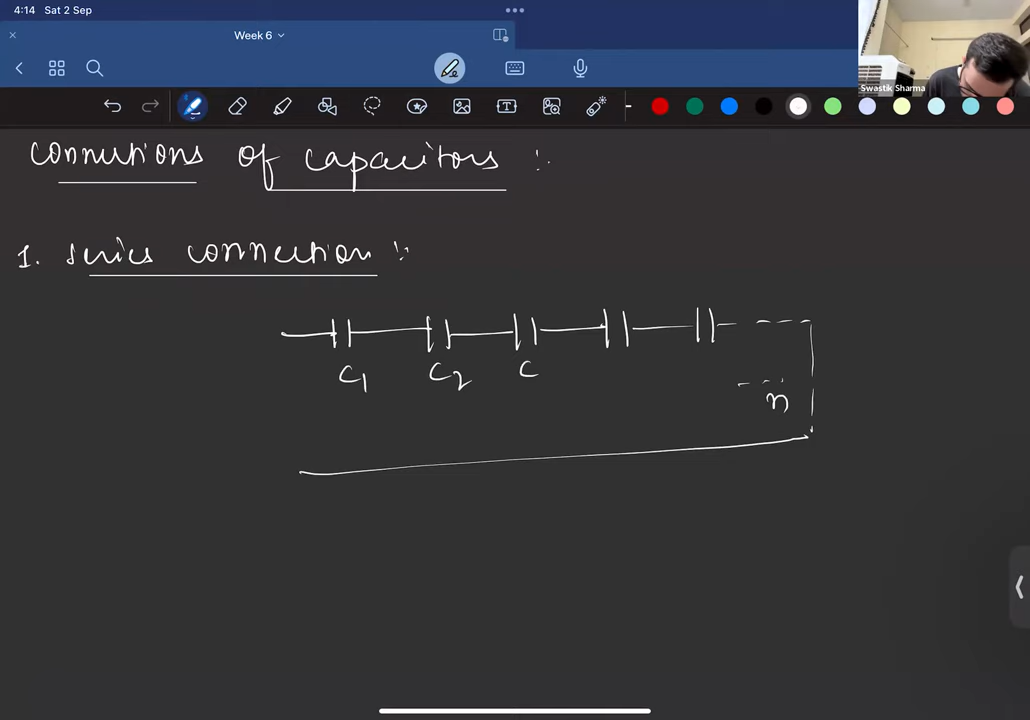 4:14 Sat 2 Sep
Week 6
Swastik Sharma
Connections of capacitors :-
1. Series connection :-
C1 C2 C
n